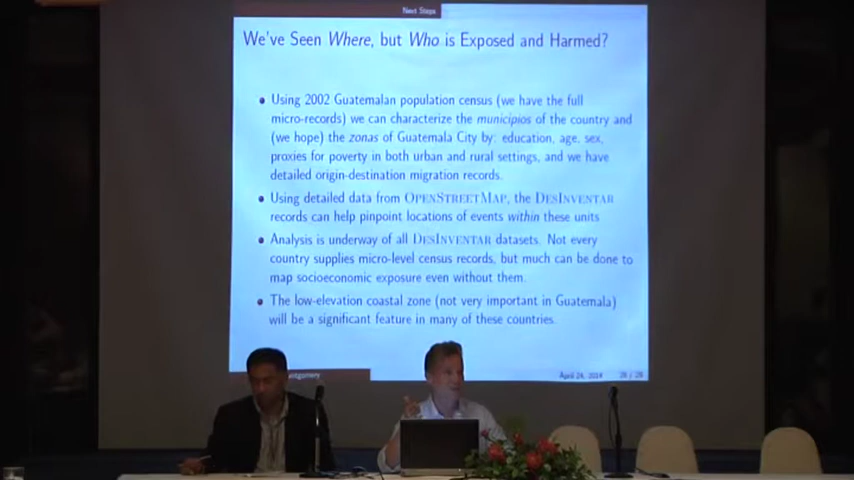 Next Steps
We've Seen Where, but Who is Exposed and Harmed?
• Using 2002 Guatemalan population census (we have the full
micro-records) we can characterize the municipios of the country and
(we hope) the zonas of Guatemala City by: education, age, sex,
proxies for poverty in both urban and rural settings, and we have
detailed origin-destination migration records.
• Using detailed data from OPENSTREETMAP, the DESINVENTAR
records can help pinpoint locations of events within these units
• Analysis is underway of all DESINVENTAR datasets. Not every
country supplies micro-level census records, but much can be done to
map socioeconomic exposure even without them.
• The low-elevation coastal zone (not very important in Guatemala)
will be a significant feature in many of these countries.
ntgomery
April 24, 2014